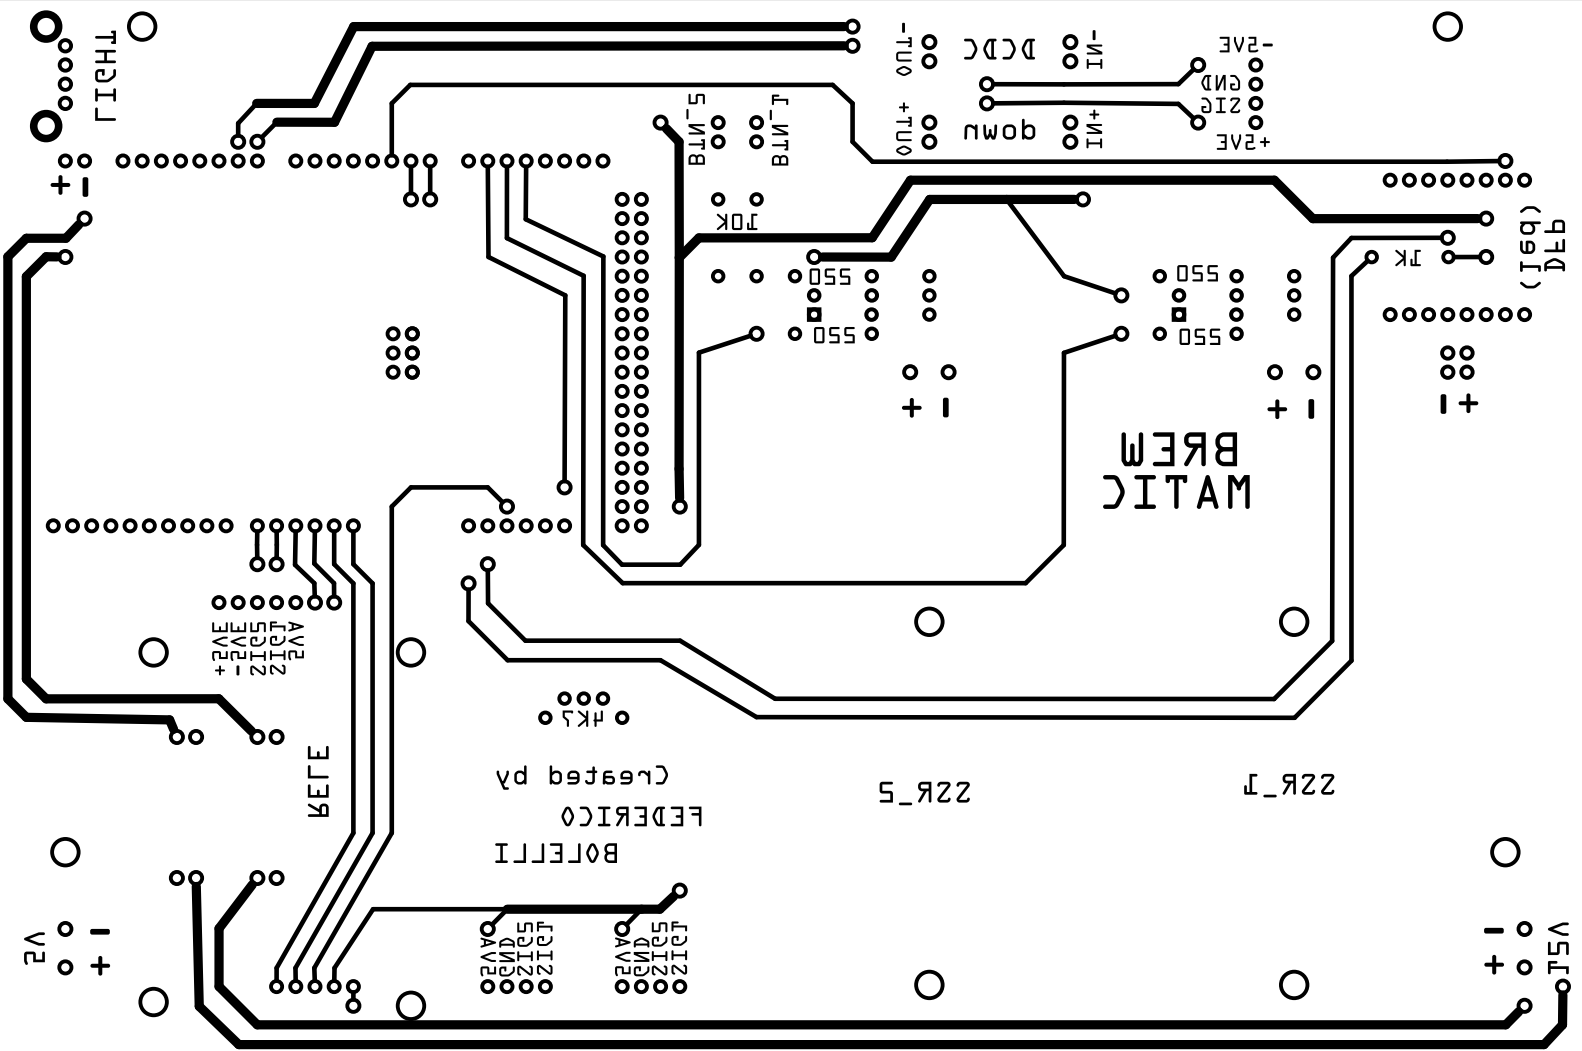 LIGHT
OUT-
DCDC
IN-
-5VE
GND
SIG
+5VE
OUT+
down
IN+
BTN_2
BTN_1
+ -
10K
220
220
220
220
1K
(led)
DFP
+ -
+ -
- +
BREW
MATIC
+5VE
-5VE
SIG2
SIG1
5VA
4K7
RELE
Created by
FEDERICO
BOLELLI
SSR_2
SSR_1
5V
-
+
5VA
GND
SIG2
SIG1
5VA
GND
SIG2
SIG1
-
+
12V